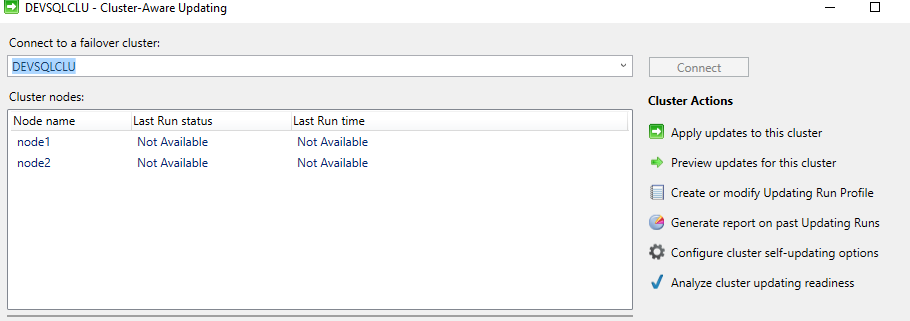 DEVSQLCLU - Cluster-Aware Updating
Connect to a failover cluster:
DEVSQLCLU
Connect
Cluster nodes:
Node name Last Run status Last Run time
node1 Not Available Not Available
node2 Not Available Not Available
Cluster Actions
Apply updates to this cluster
Preview updates for this cluster
Create or modify Updating Run Profile
Generate report on past Updating Runs
Configure cluster self-updating options
Analyze cluster updating readiness